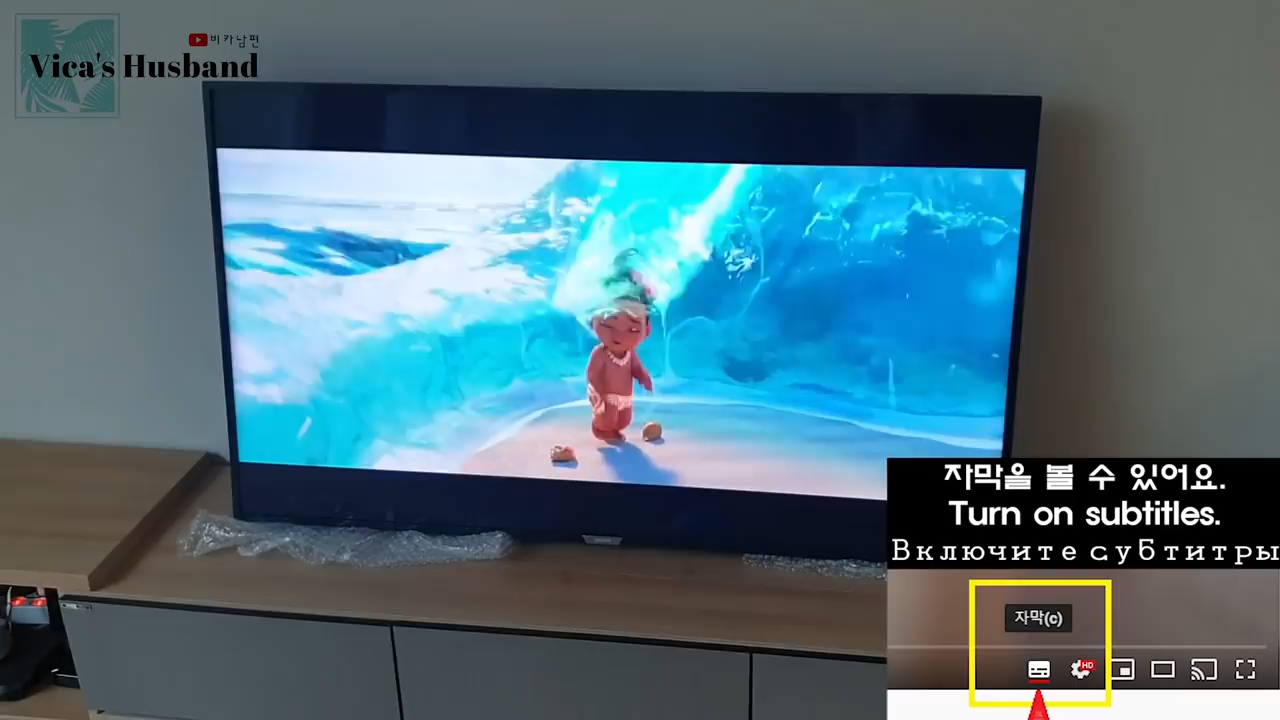 비카남편
Vica's Husband
자막을 볼 수 있어요.
Turn on subtitles.
Включите субтитры
자막(c)
HD